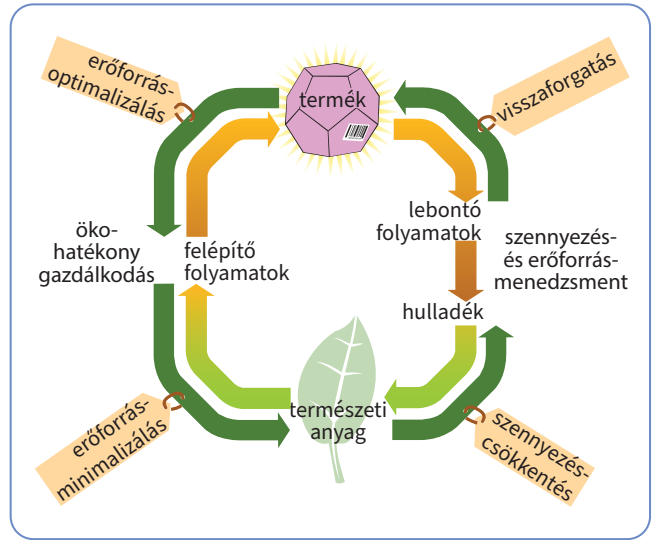 erőforrás-
optimalizálás
termék
visszaforgatás
öko-
hatékony
gazdálkodás
felépítő
folyamatok
lebontó
folyamatok
szennyezés-
és erőforrás-
menedzsment
hulladék
természeti
anyag
erőforrás-
minimalizálás
szennyezés-
csökkentés